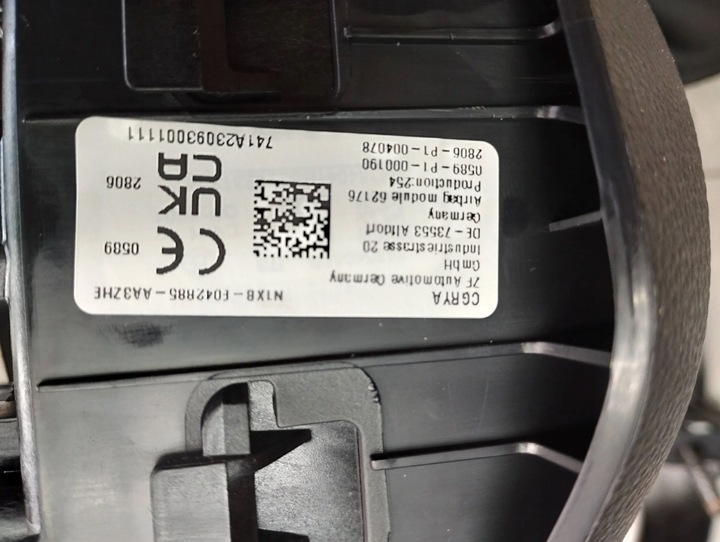 CGRYA
N1XB-E042R85-AA3ZHE
ZF Automotive Germany
GmbH
Industriestrasse 20
DE-73553 Alfdorf
Germany
Airbag module 62176
Production:254
0589-P1-000190
2806-P1-004078
CE
0589
UK
CA
2806
741A23093001111